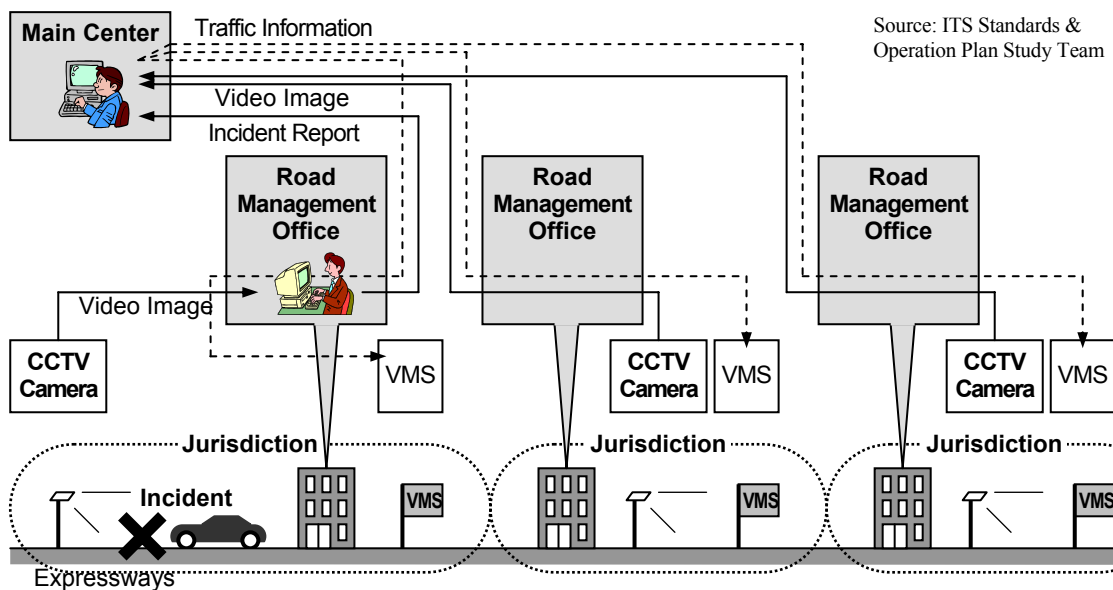 Main Center
Traffic Information
Source: ITS Standards &
Operation Plan Study Team
Video Image
Incident Report
Road
Management
Office
Road
Management
Office
Road
Management
Office
Video Image
CCTV
Camera
VMS
CCTV
Camera
VMS
CCTV
Camera
VMS
Jurisdiction
Jurisdiction
Jurisdiction
Incident
VMS
VMS
VMS
Expressways